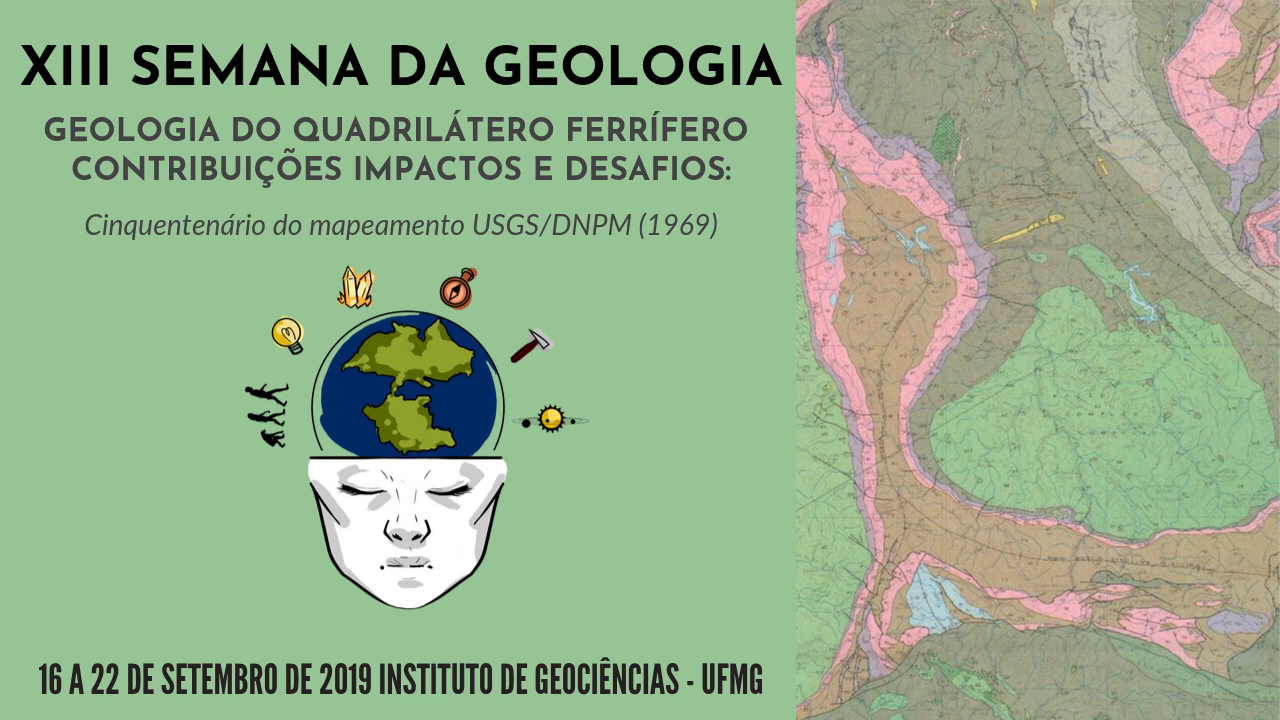 XIII SEMANA DA GEOLOGIA
GEOLOGIA DO QUADRILÁTERO FERRÍFERO
CONTRIBUIÇÕES IMPACTOS E DESAFIOS:
Cinquentenário do mapeamento USGS/DNPM (1969)
16 A 22 DE SETEMBRO DE 2019 INSTITUTO DE GEOCIÊNCIAS - UFMG